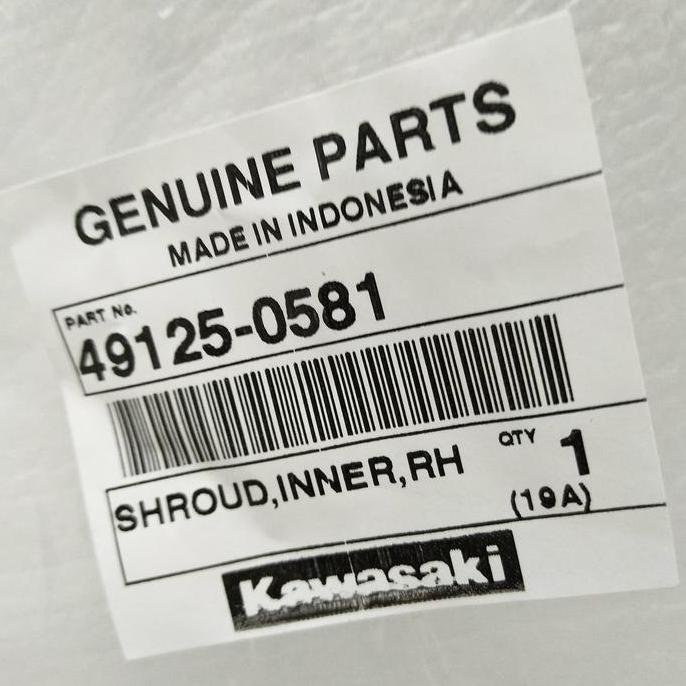 GENUINE PARTS
MADE IN INDONESIA
PART No.
49125-0581
SHROUD,INNER,RH QTY 1
(19A)
Kawasaki